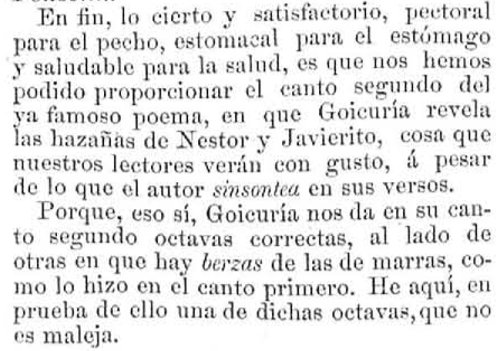 En fin, lo cierto y satisfactorio, pectoral
para el pecho, estomacal para el estómago
y saludable para la salud, es que nos hemos
podido proporcionar el canto segundo del
ya famoso poema, en que Goicuría revela
las hazañas de Nestor y Javierito, cosa que
nuestros lectores verán con gusto, á pesar
de lo que el autor sinsontea en sus versos.
Porque, eso sí, Goicuría nos da en su can-
to segundo octavas correctas, al lado de
otras en que hay berzas de las de marras, co-
mo lo hizo en el canto primero. He aquí, en
prueba de ello una de dichas octavas, que no
es maleja.